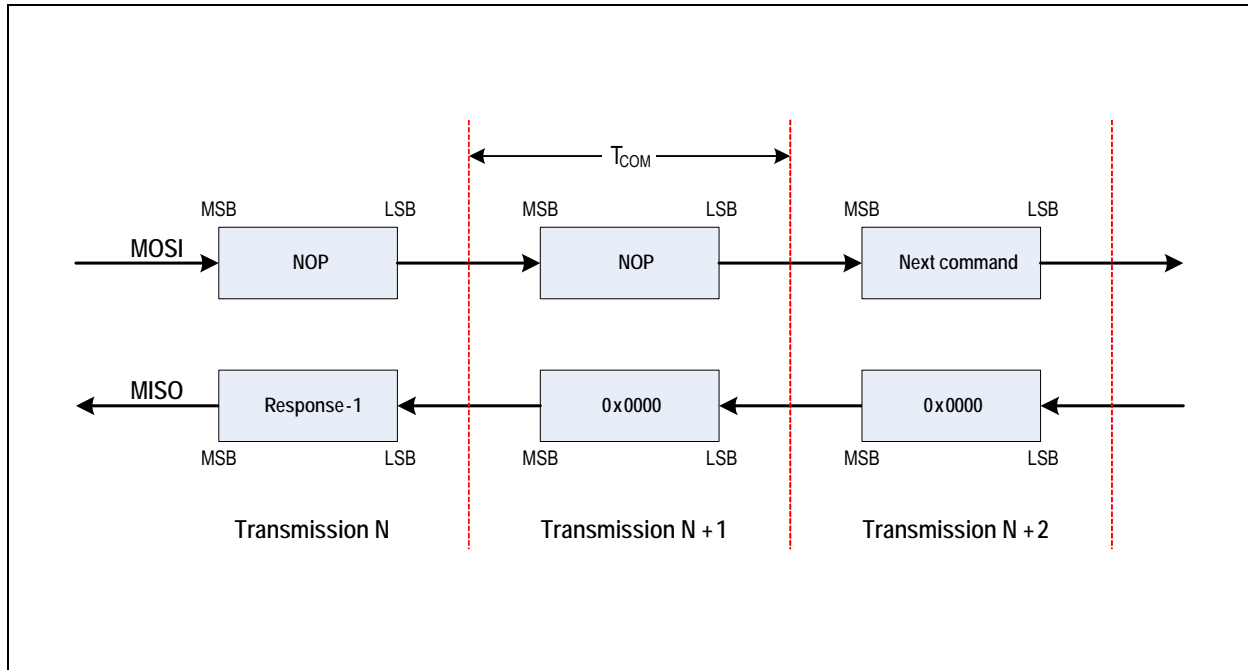 T_COM
MSB LSB MSB LSB MSB LSB
MOSI NOP NOP Next command
MISO Response-1 0x0000 0x0000
MSB LSB MSB LSB MSB LSB
Transmission N Transmission N+1 Transmission N+2